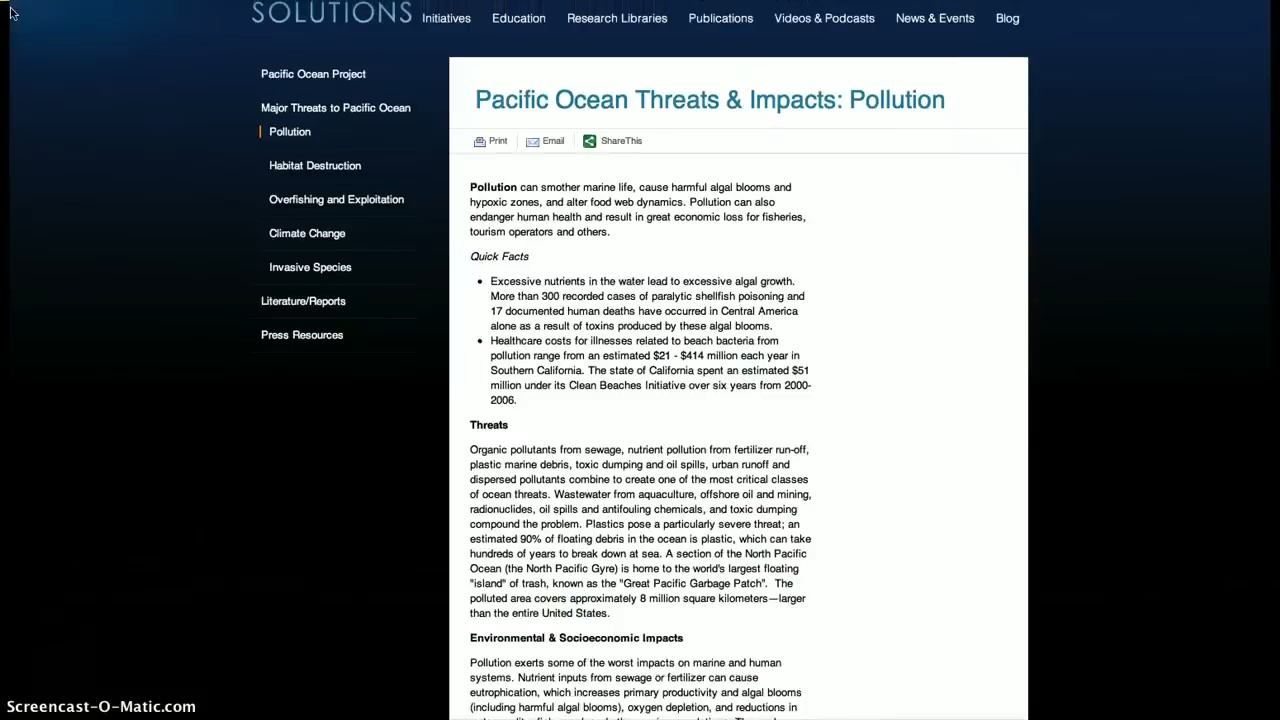 SOLUTIONS
Initiatives Education Research Libraries Publications Videos & Podcasts News & Events Blog
Pacific Ocean Project
Major Threats to Pacific Ocean
Pollution
Habitat Destruction
Overfishing and Exploitation
Climate Change
Invasive Species
Literature/Reports
Press Resources
Pacific Ocean Threats & Impacts: Pollution
Print Email ShareThis
Pollution can smother marine life, cause harmful algal blooms and
hypoxic zones, and alter food web dynamics. Pollution can also
endanger human health and result in great economic loss for fisheries,
tourism operators and others.
Quick Facts
• Excessive nutrients in the water lead to excessive algal growth.
More than 300 recorded cases of paralytic shellfish poisoning and
17 documented human deaths have occurred in Central America
alone as a result of toxins produced by these algal blooms.
• Healthcare costs for illnesses related to beach bacteria from
pollution range from an estimated $21 - $414 million each year in
Southern California. The state of California spent an estimated $51
million under its Clean Beaches Initiative over six years from 2000-
2006.
Threats
Organic pollutants from sewage, nutrient pollution from fertilizer run-off,
plastic marine debris, toxic dumping and oil spills, urban runoff and
dispersed pollutants combine to create one of the most critical classes
of ocean threats. Wastewater from aquaculture, offshore oil and mining,
radionuclides, oil spills and antifouling chemicals, and toxic dumping
compound the problem. Plastics pose a particularly severe threat; an
estimated 90% of floating debris in the ocean is plastic, which can take
hundreds of years to break down at sea. A section of the North Pacific
Ocean (the North Pacific Gyre) is home to the world's largest floating
"island" of trash, known as the "Great Pacific Garbage Patch". The
polluted area covers approximately 8 million square kilometers—larger
than the entire United States.
Environmental & Socioeconomic Impacts
Pollution exerts some of the worst impacts on marine and human
systems. Nutrient inputs from sewage or fertilizer can cause
eutrophication, which increases primary productivity and algal blooms
(including harmful algal blooms), oxygen depletion, and reductions in
Screencast-O-Matic.com